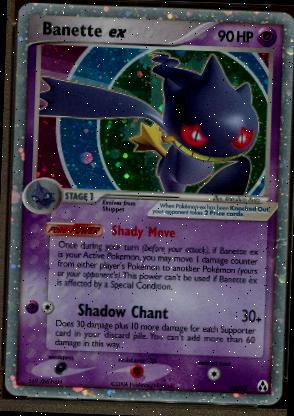 Banette ex 90 HP
STAGE 1
Evolves from
Shuppet
When Pokémon-ex has been Knocked Out,
your opponent takes 2 Prize cards.
POKé-POWER Shady Move
Once during your turn (before your attack), if Banette ex
is your Active Pokémon, you may move 1 damage counter
from either player's Pokémon to another Pokémon (yours
or your opponent's). This power can't be used if Banette ex
is affected by a Special Condition.
Shadow Chant 30+
Does 30 damage plus 10 more damage for each Supporter
card in your discard pile. You can't add more than 60
damage in this way.
weakness